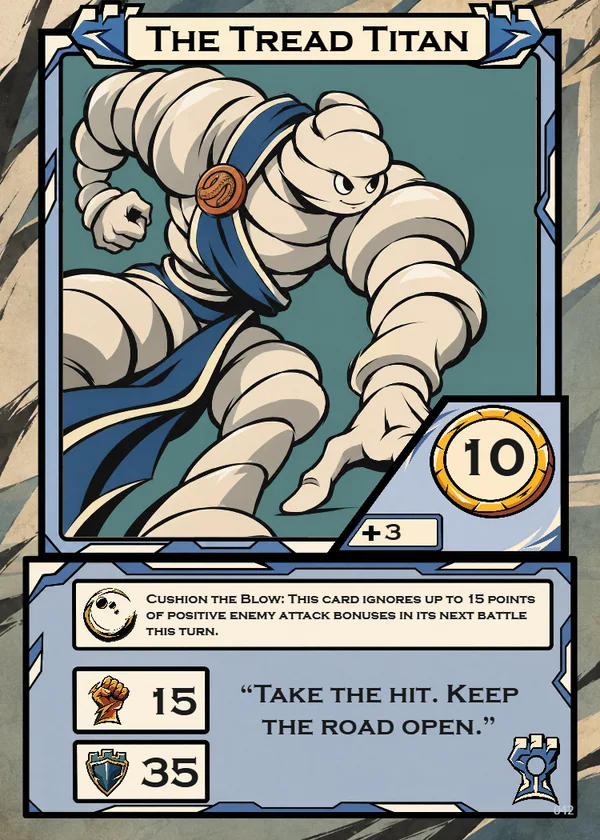 The Tread Titan
10
+3
Cushion the Blow: This card ignores up to 15 points
of positive enemy attack bonuses in its next battle
this turn.
15
“Take the hit. Keep
the road open.”
35
042